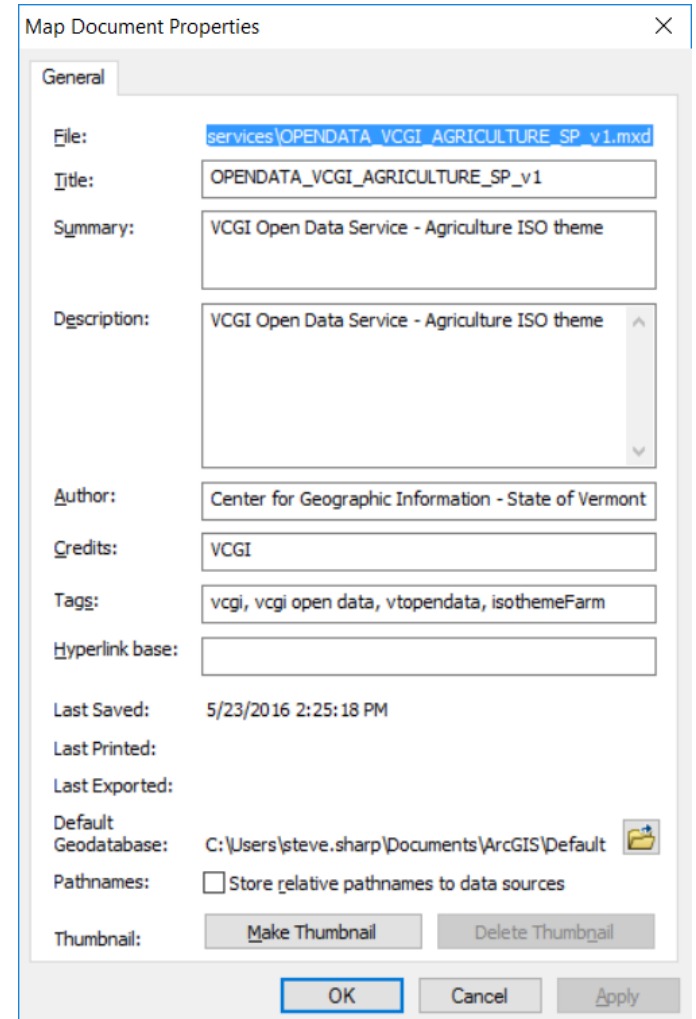 Map Document Properties
General
File: services\OPENDATA_VCGI_AGRICULTURE_SP_v1.mxd
Title: OPENDATA_VCGI_AGRICULTURE_SP_v1
Summary: VCGI Open Data Service - Agriculture ISO theme
Description: VCGI Open Data Service - Agriculture ISO theme
Author: Center for Geographic Information - State of Vermont
Credits: VCGI
Tags: vcgi, vcgi open data, vtopendata, isothemeFarm
Hyperlink base:
Last Saved: 5/23/2016 2:25:18 PM
Last Printed:
Last Exported:
Default
Geodatabase: C:\Users\steve.sharp\Documents\ArcGIS\Default
Pathnames: Store relative pathnames to data sources
Thumbnail: Make Thumbnail Delete Thumbnail
OK Cancel Apply